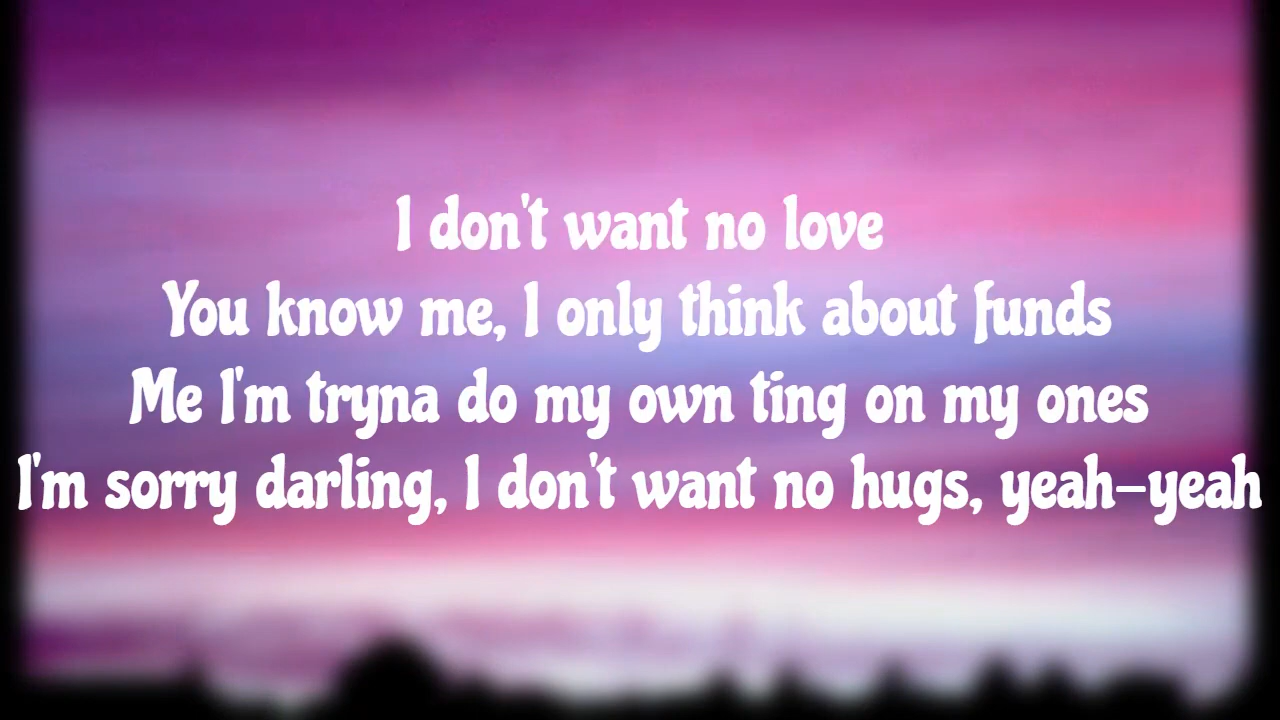 I don't want no love
You know me, I only think about funds
Me I'm tryna do my own ting on my ones
I'm sorry darling, I don't want no hugs, yeah-yeah